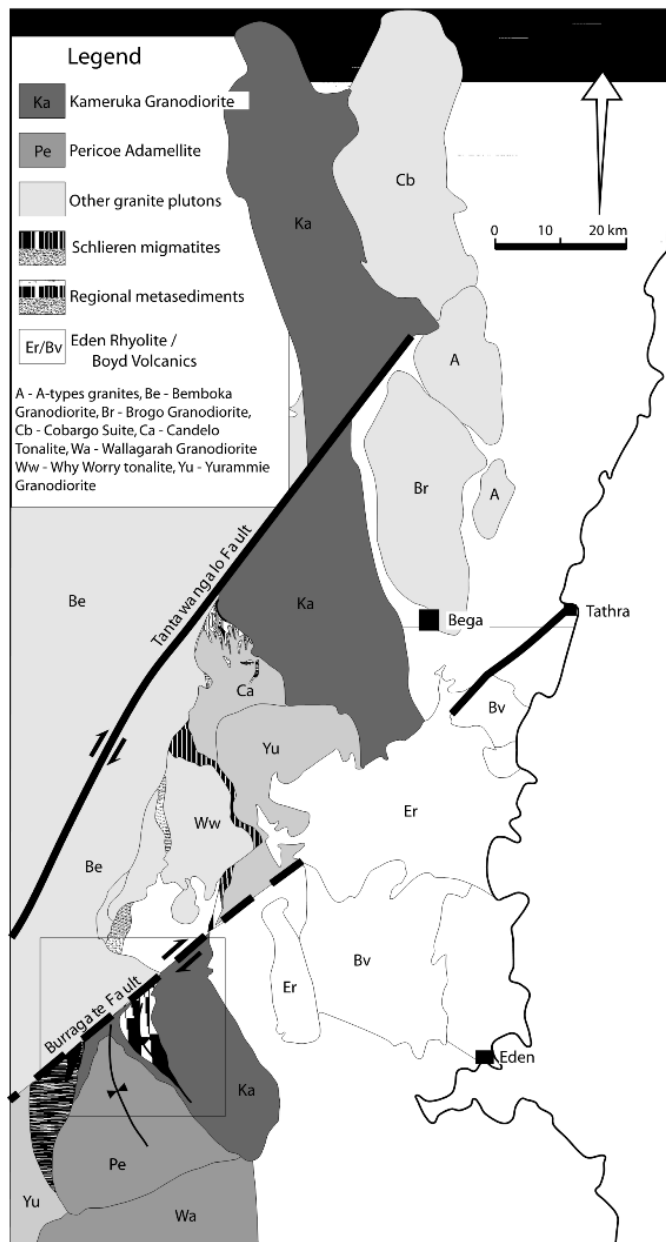 Legend
Ka Kameruka Granodiorite
Pe Pericoe Adamellite
Other granite plutons
Schlieren migmatites
Regional metasediments
Er/Bv Eden Rhyolite /
Boyd Volcanics
A - A-types granites, Be - Bemboka
Granodiorite, Br - Brogo Granodiorite,
Cb - Cobargo Suite, Ca - Candelo
Tonalite, Wa - Wallagarah Granodiorite
Ww - Why Worry tonalite, Yu - Yurammie
Granodiorite
Cb
Ka
0 10 20 km
A
Br
A
Tantawangalo Fault
Be
Ka
Bega
Tathra
Ca
Bv
Yu
Er
Ww
Be
Bv
Er
Burragate Fault
Eden
Ka
Pe
Yu
Wa